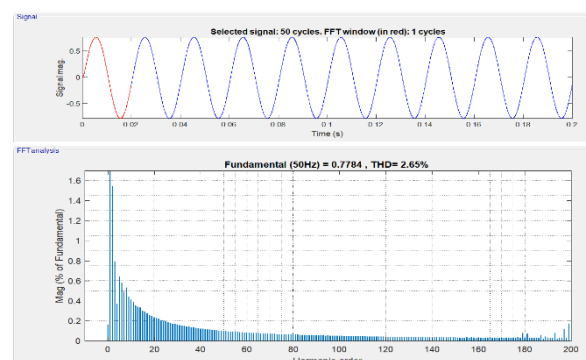 Signal
Selected signal: 50 cycles. FFT window (in red): 1 cycles
Signal mag.
0.5
0
-0.5
0 0.02 0.04 0.06 0.08 0.1 0.12 0.14 0.16 0.18 0.2
Time (s)
FFT analysis
Fundamental (50Hz) = 0.7784 , THD= 2.65%
Mag (% of Fundamental)
1.6
1.4
1.2
1
0.8
0.6
0.4
0.2
0
0 20 40 60 80 100 120 140 160 180 200